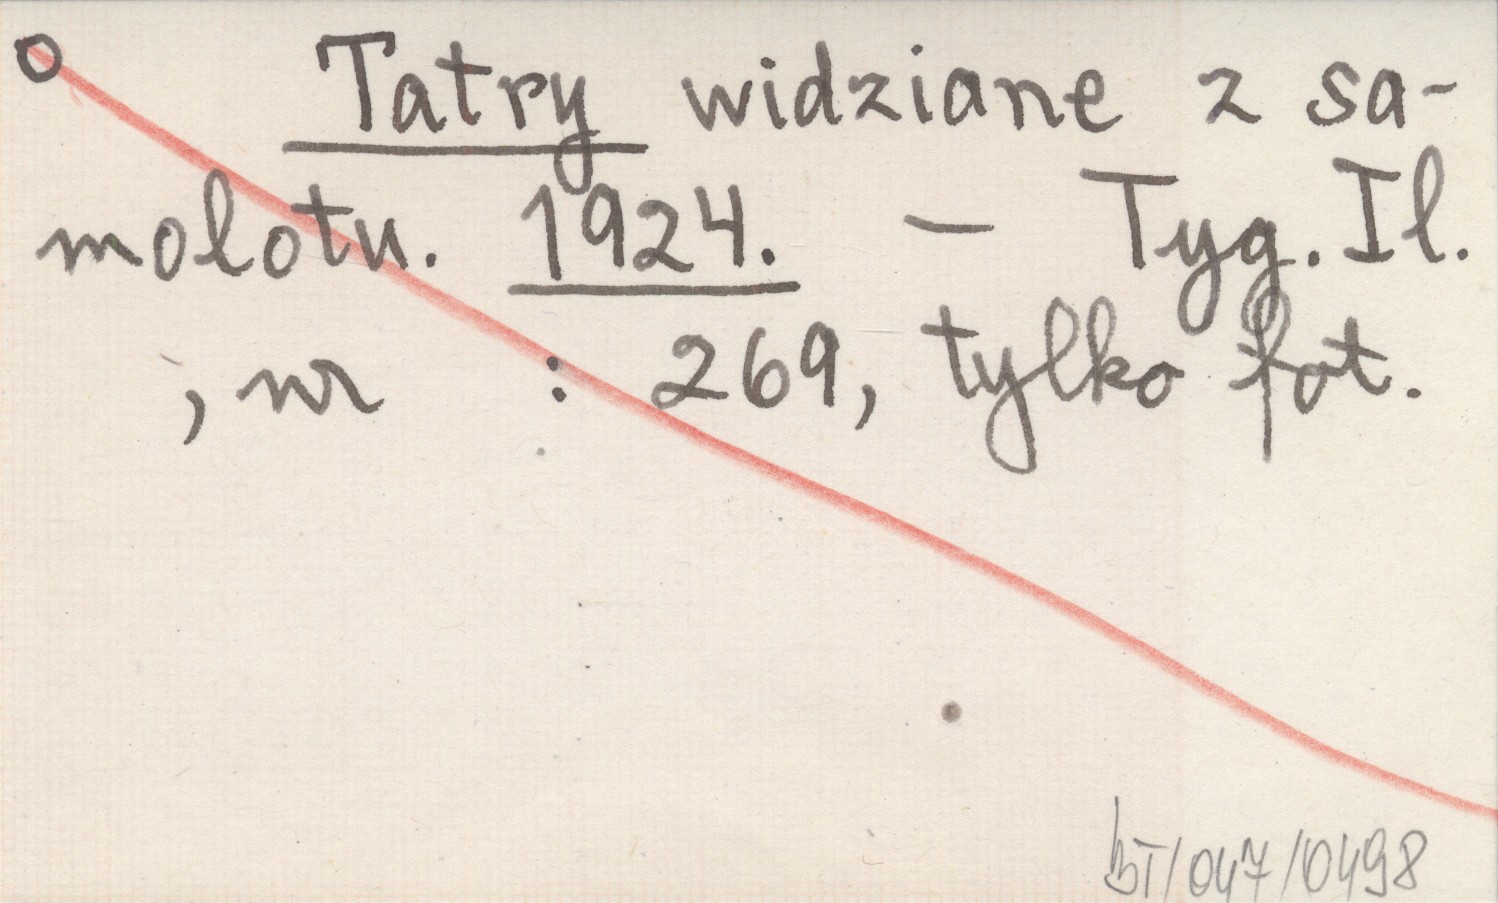 Tatry widziane z sa-
molotu. 1924. — Tyg. Il.
, nr : 269, tylko fot.
BT/047/0498